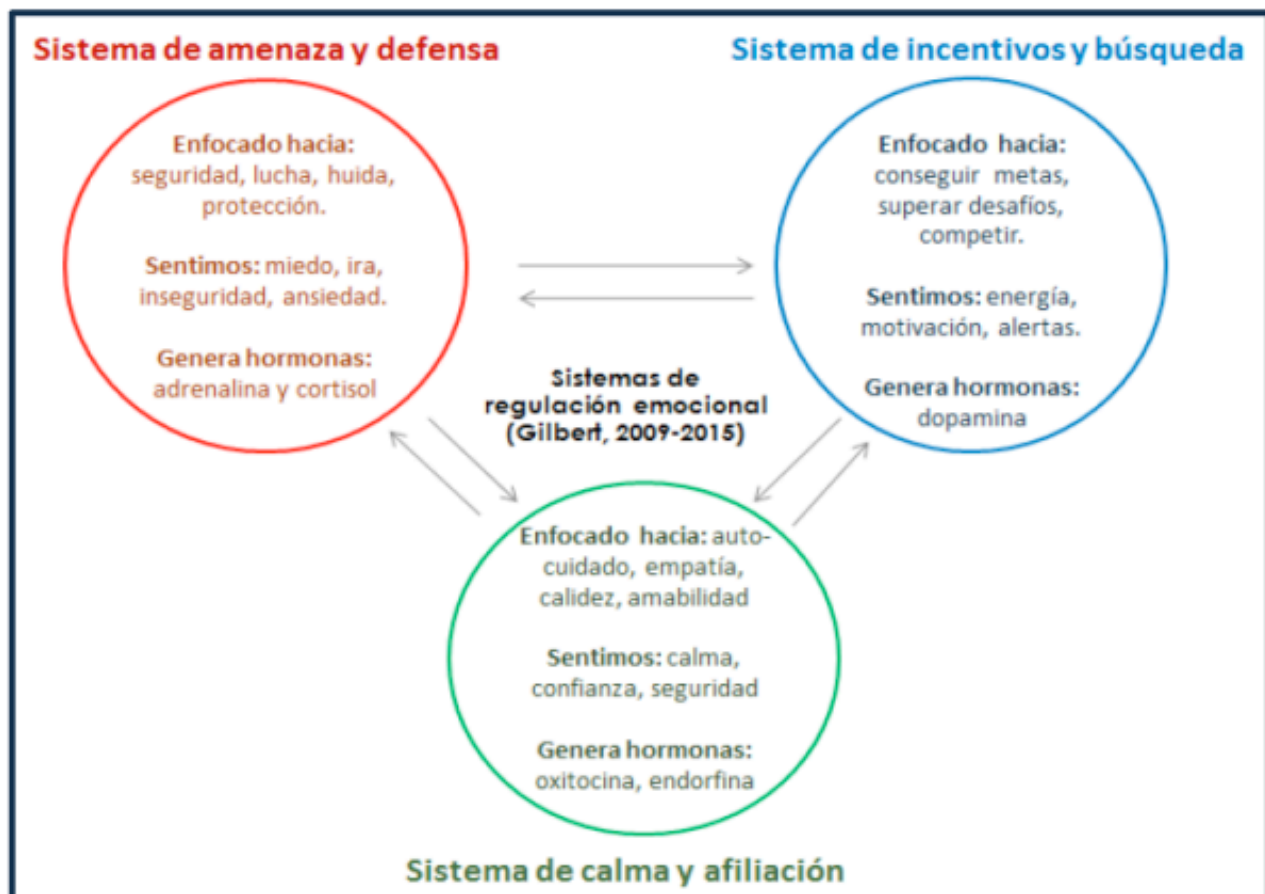 Sistema de amenaza y defensa
Enfocado hacia:
seguridad, lucha, huida,
protección.
Sentimos: miedo, ira,
inseguridad, ansiedad.
Genera hormonas:
adrenalina y cortisol
Sistema de incentivos y búsqueda
Enfocado hacia:
conseguir metas,
superar desafíos,
competir.
Sentimos: energía,
motivación, alertas.
Genera hormonas:
dopamina
Sistemas de
regulación emocional
(Gilbert, 2009-2015)
Enfocado hacia: auto-
cuidado, empatía,
calidez, amabilidad
Sentimos: calma,
confianza, seguridad
Genera hormonas:
oxitocina, endorfina
Sistema de calma y afiliación